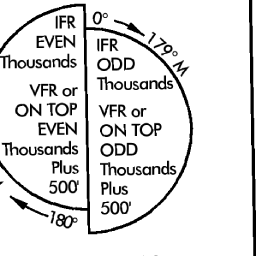 IFR
EVEN
Thousands
VFR or
ON TOP
EVEN
Thousands
Plus
500'
180°
0°
179° M
IFR
ODD
Thousands
VFR or
ON TOP
ODD
Thousands
Plus
500'